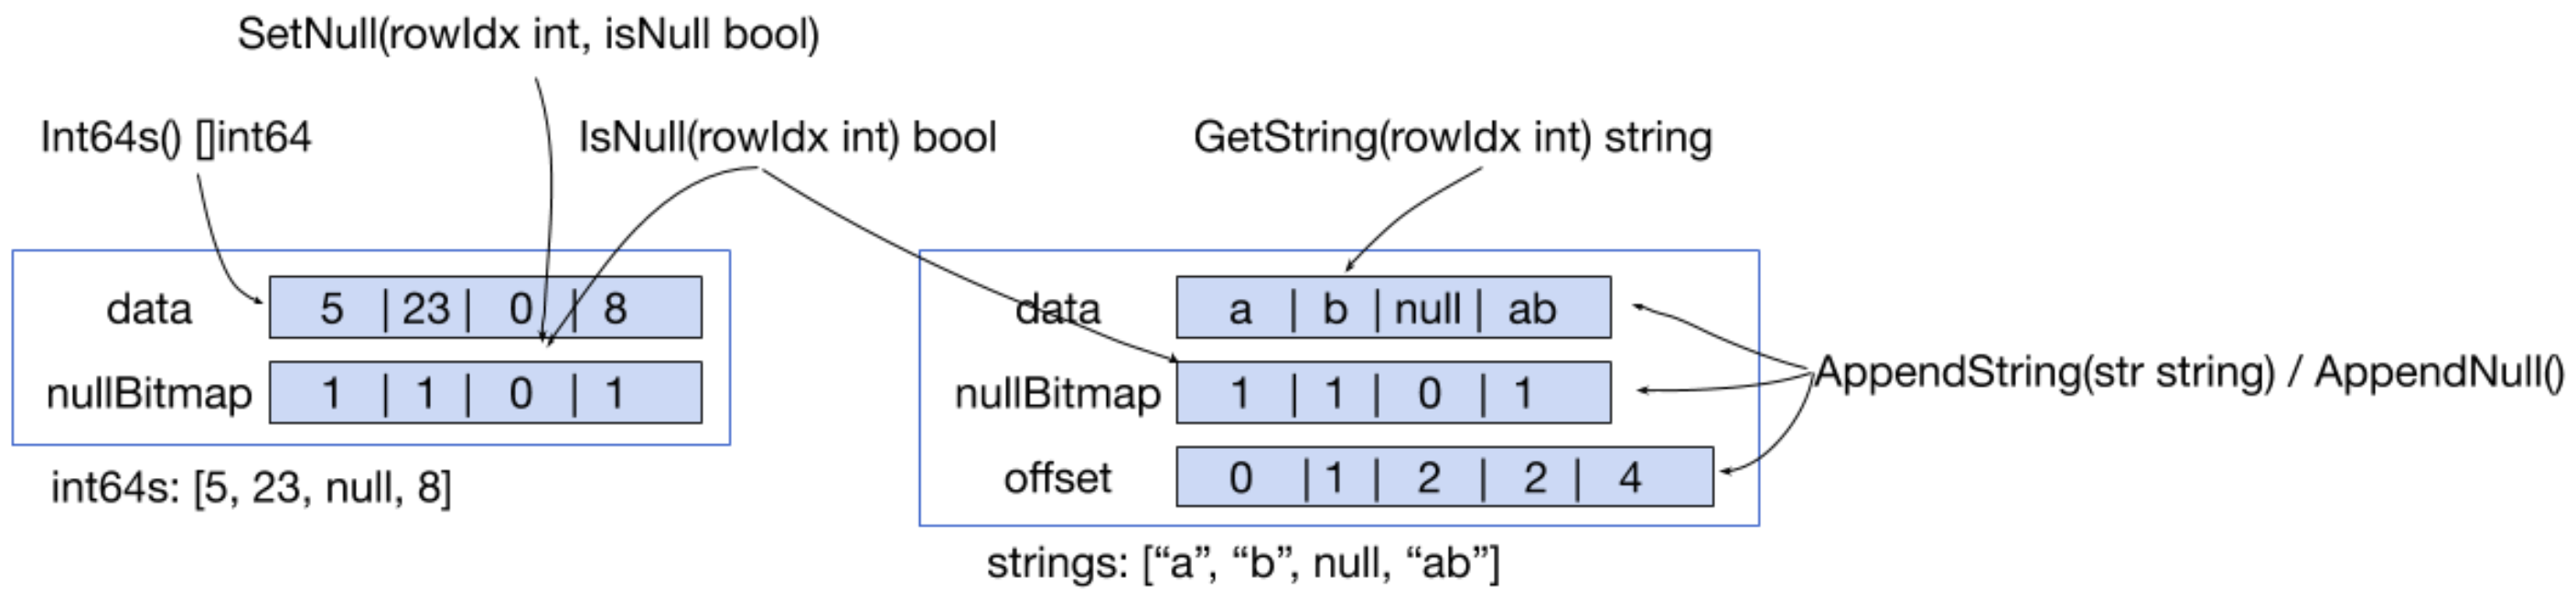 SetNull(rowIdx int, isNull bool)
Int64s() []int64
IsNull(rowIdx int) bool
GetString(rowIdx int) string
data 5 | 23 | 0 | 8
nullBitmap 1 | 1 | 0 | 1
int64s: [5, 23, null, 8]
data a | b | null | ab
nullBitmap 1 | 1 | 0 | 1
offset 0 | 1 | 2 | 2 | 4
AppendString(str string) / AppendNull()
strings: [“a”, “b”, null, “ab”]